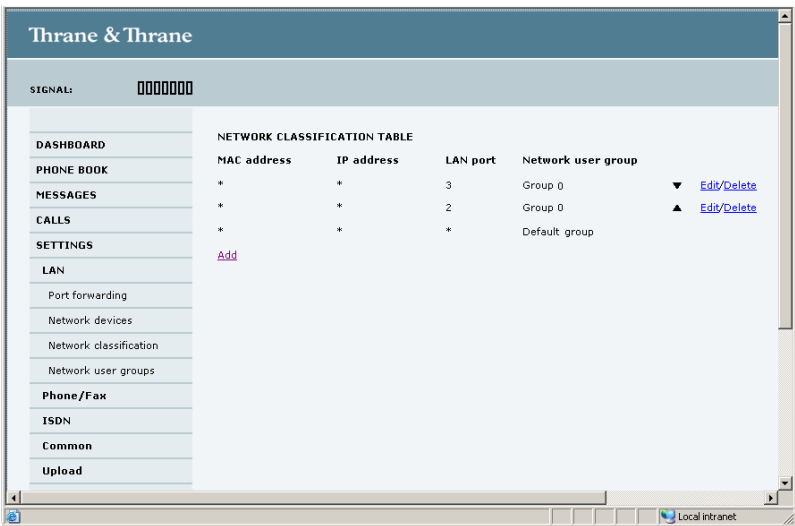 Thrane & Thrane
SIGNAL:
DASHBOARD
PHONE BOOK
MESSAGES
CALLS
SETTINGS
LAN
Port forwarding
Network devices
Network classification
Network user groups
Phone/Fax
ISDN
Common
Upload
NETWORK CLASSIFICATION TABLE
MAC address IP address LAN port Network user group
* * 3 Group 0 ▼ Edit/Delete
* * 2 Group 0 ▲ Edit/Delete
* * * Default group
Add
Local intranet